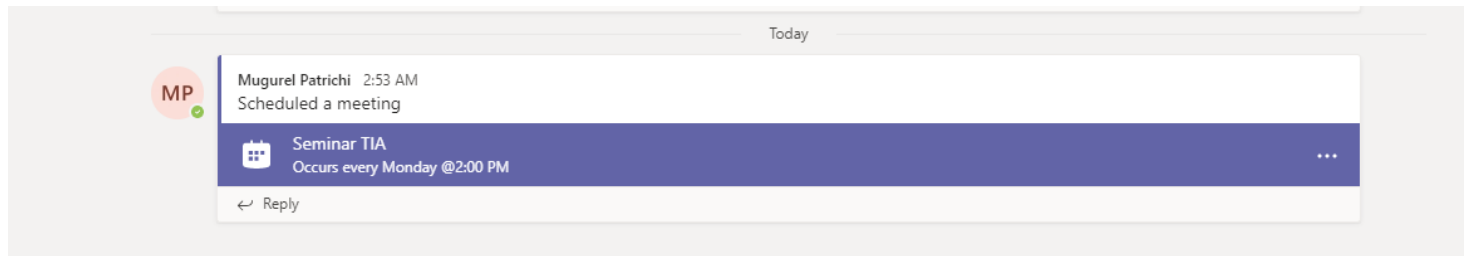 Today
MP
Mugurel Patrichi 2:53 AM
Scheduled a meeting
Seminar TIA
Occurs every Monday @2:00 PM
Reply